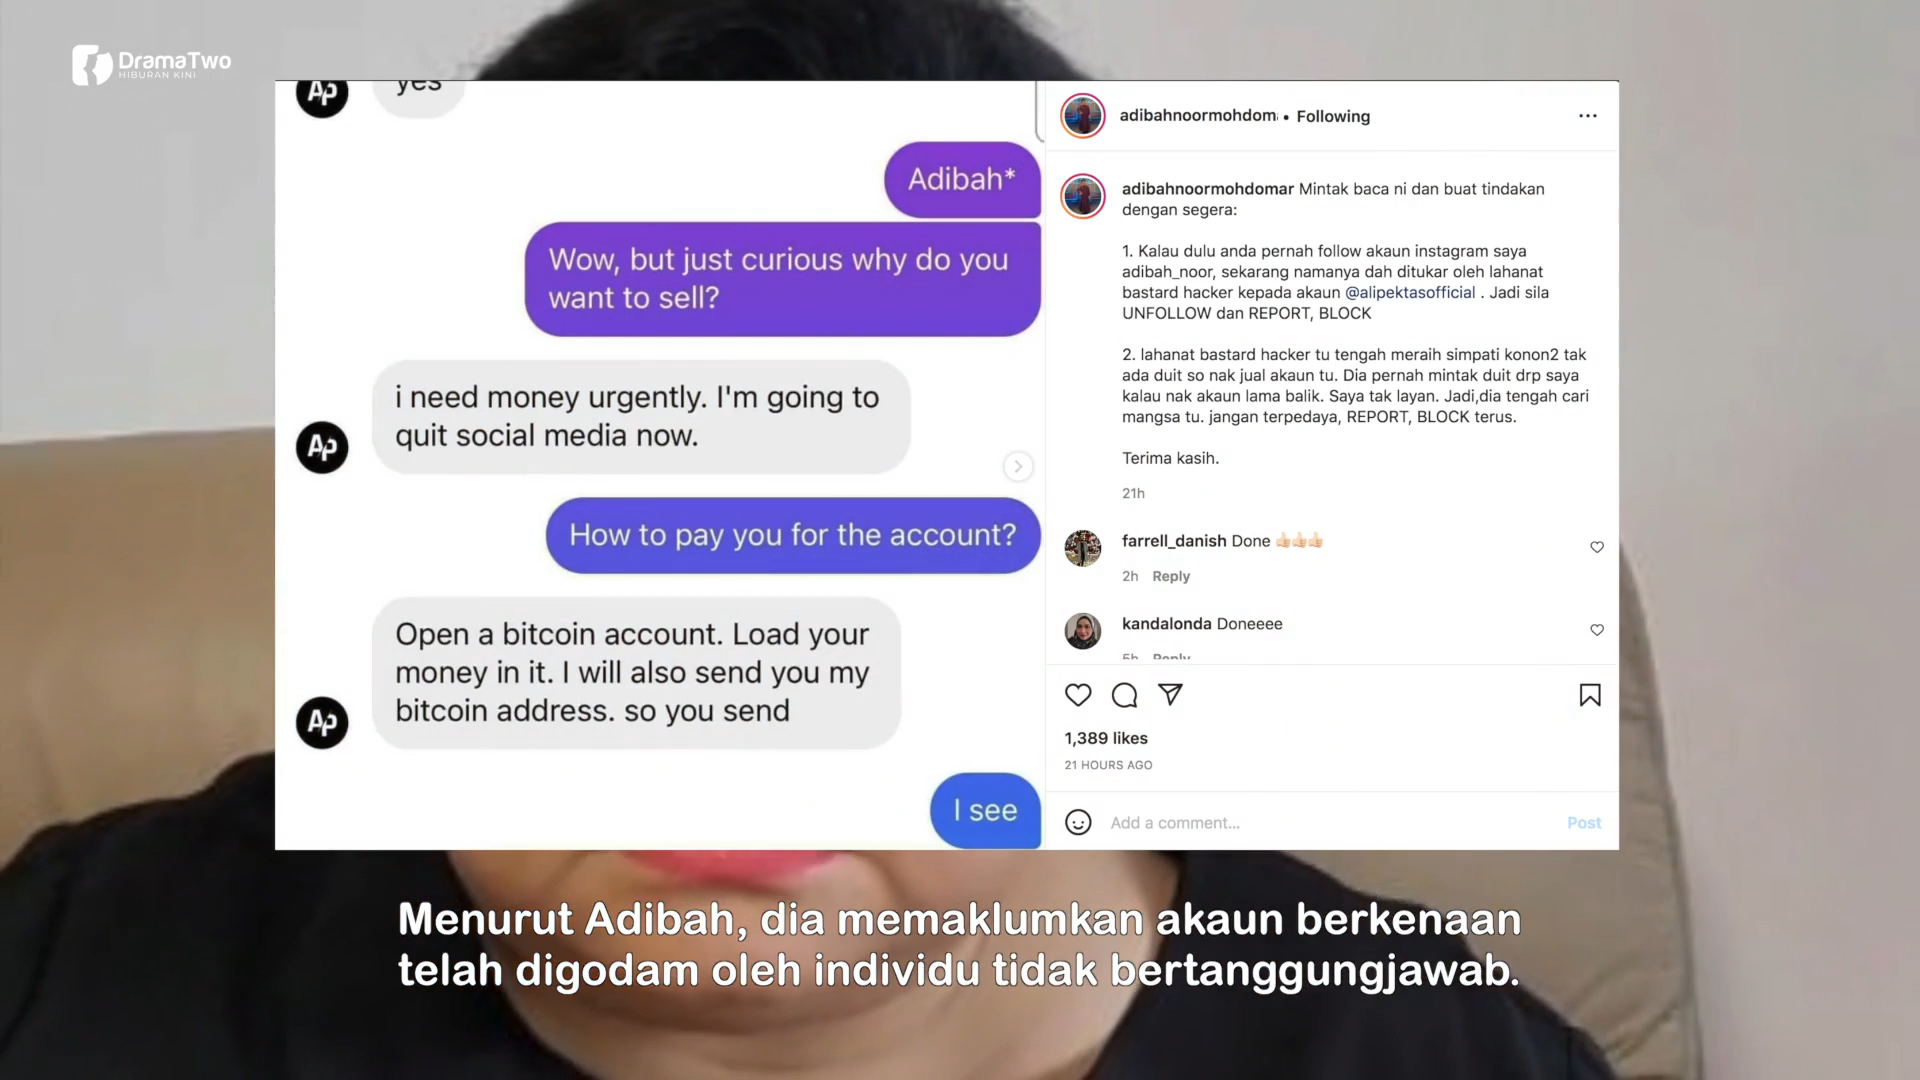 DramaTwo
HIBURAN KINI
Ap
yes
Adibah*
Wow, but just curious why do you
want to sell?
i need money urgently. I'm going to
quit social media now.
Ap
How to pay you for the account?
Open a bitcoin account. Load your
money in it. I will also send you my
bitcoin address. so you send
Ap
I see
adibahnoormohdom • Following
adibahnoormohdomar Mintak baca ni dan buat tindakan
dengan segera:
1. Kalau dulu anda pernah follow akaun instagram saya
adibah_noor, sekarang namanya dah ditukar oleh lahanat
bastard hacker kepada akaun @alipektasofficial . Jadi sila
UNFOLLOW dan REPORT, BLOCK
2. lahanat bastard hacker tu tengah meraih simpati konon2 tak
ada duit so nak jual akaun tu. Dia pernah mintak duit drp saya
kalau nak akaun lama balik. Saya tak layan. Jadi,dia tengah cari
mangsa tu. jangan terpedaya, REPORT, BLOCK terus.
Terima kasih.
21h
farrell_danish Done 👍🏻👍🏻👍🏻
2h Reply
kandalonda Doneeee
5h Reply
1,389 likes
21 HOURS AGO
Add a comment...
Post
Menurut Adibah, dia memaklumkan akaun berkenaan
telah digodam oleh individu tidak bertanggungjawab.